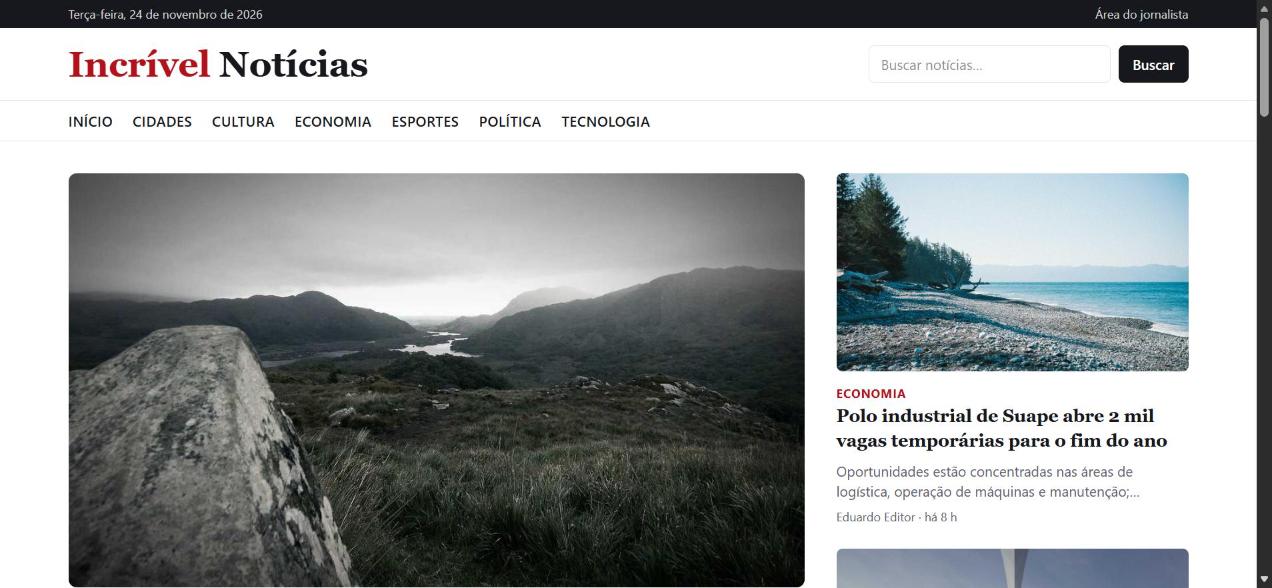 Terça-feira, 24 de novembro de 2026
Área do jornalista
Incrível Notícias
Buscar notícias...
Buscar
INÍCIO CIDADES CULTURA ECONOMIA ESPORTES POLÍTICA TECNOLOGIA
ECONOMIA
Polo industrial de Suape abre 2 mil
vagas temporárias para o fim do ano
Oportunidades estão concentradas nas áreas de
logística, operação de máquinas e manutenção;...
Eduardo Editor · há 8 h